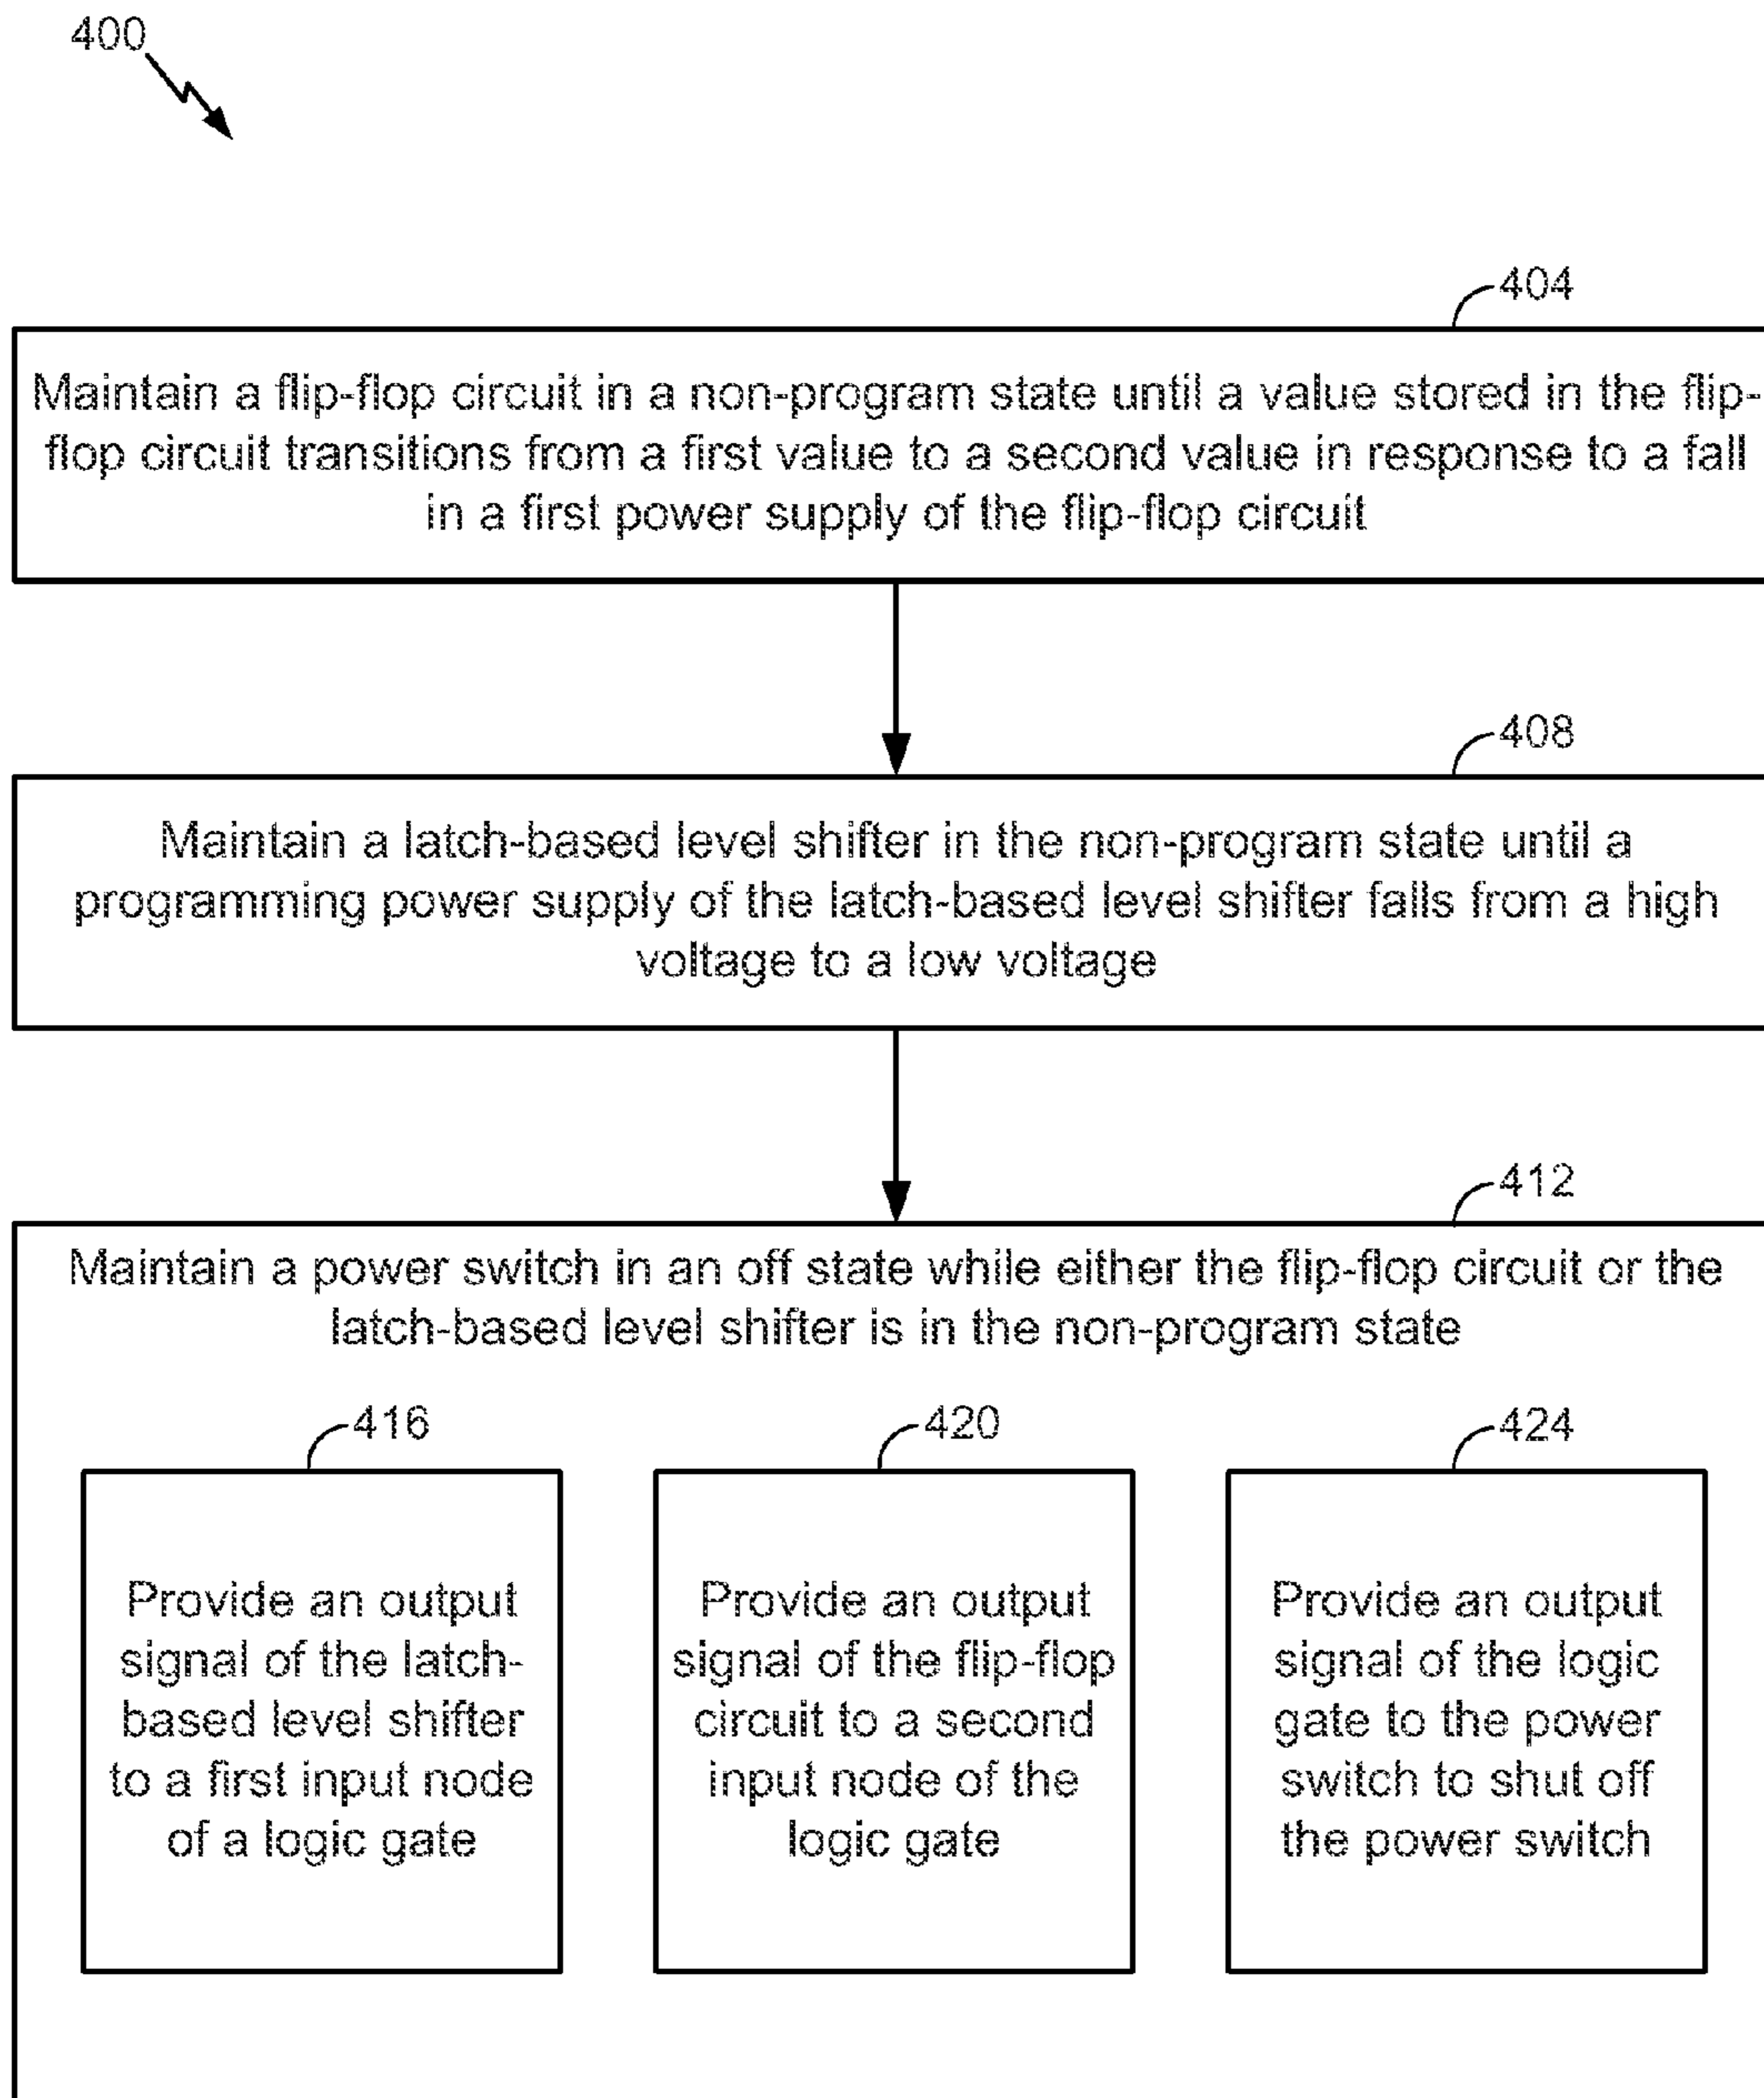 400
404
Maintain a flip-flop circuit in a non-program state until a value stored in the flip-
flop circuit transitions from a first value to a second value in response to a fall
in a first power supply of the flip-flop circuit
408
Maintain a latch-based level shifter in the non-program state until a
programming power supply of the latch-based level shifter falls from a high
voltage to a low voltage
412
Maintain a power switch in an off state while either the flip-flop circuit or the
latch-based level shifter is in the non-program state
416
Provide an output
signal of the latch-
based level shifter
to a first input node
of a logic gate
420
Provide an output
signal of the flip-flop
circuit to a second
input node of the
logic gate
424
Provide an output
signal of the logic
gate to the power
switch to shut off
the power switch